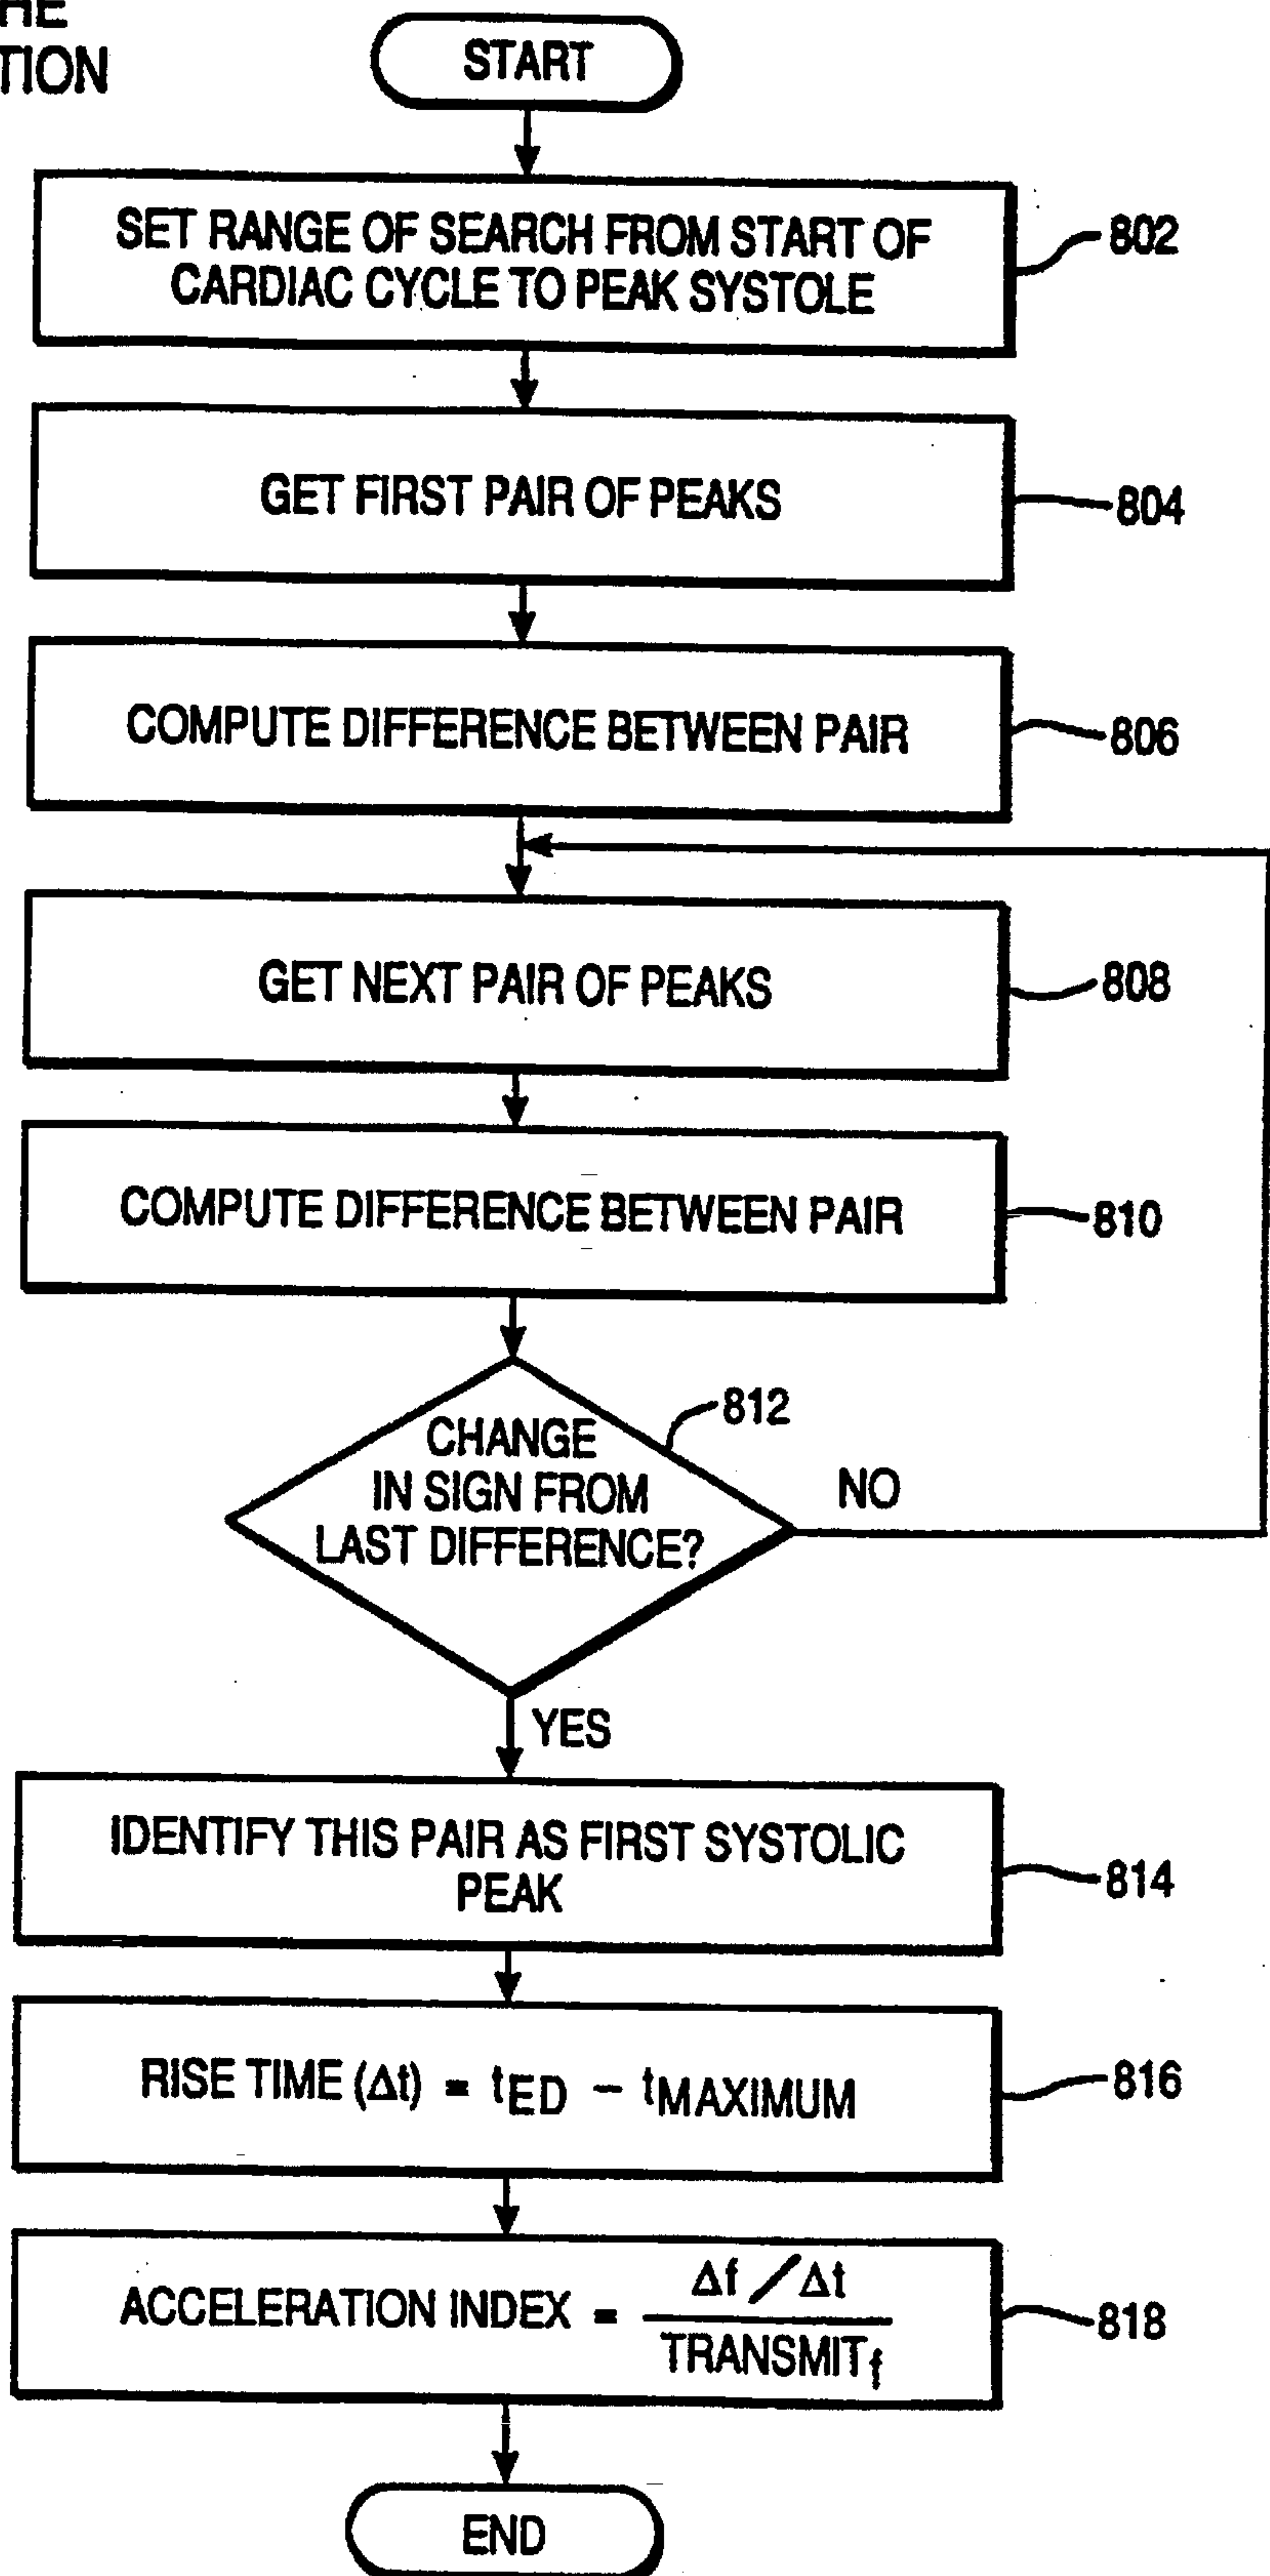 HE
TION
START
SET RANGE OF SEARCH FROM START OF
CARDIAC CYCLE TO PEAK SYSTOLE
802
GET FIRST PAIR OF PEAKS
804
COMPUTE DIFFERENCE BETWEEN PAIR
806
GET NEXT PAIR OF PEAKS
808
COMPUTE DIFFERENCE BETWEEN PAIR
810
CHANGE
IN SIGN FROM
LAST DIFFERENCE?
812
NO
YES
IDENTIFY THIS PAIR AS FIRST SYSTOLIC
PEAK
814
RISE TIME (Δt) = tED - tMAXIMUM
816
Δf / Δt
ACCELERATION INDEX =
TRANSMITf
818
END